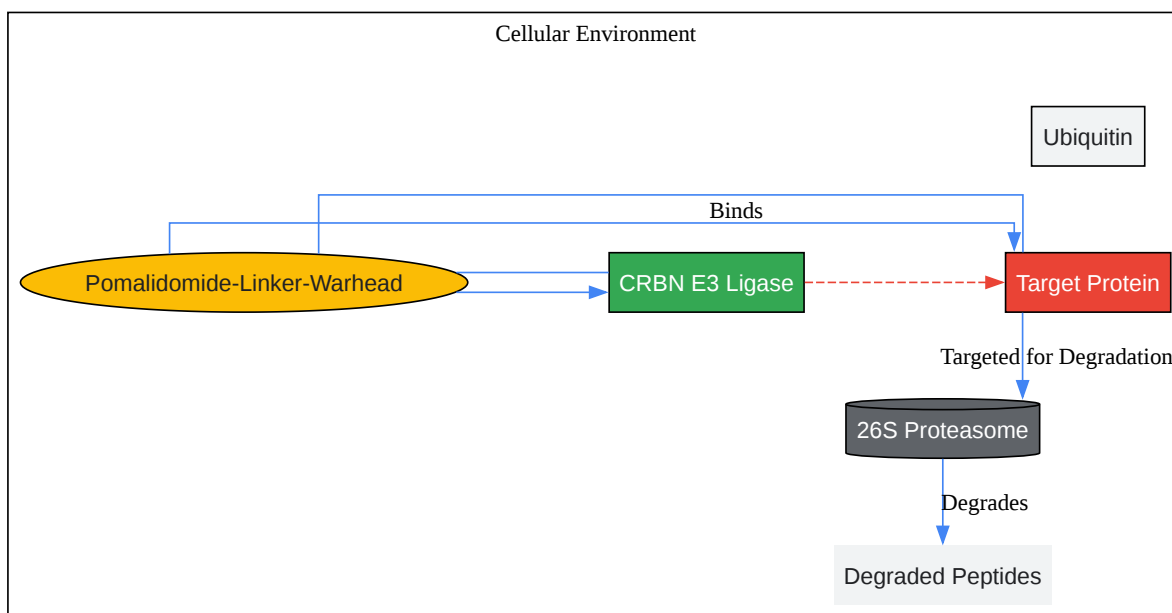 Cellular Environment
Ubiquitin
Binds
Pomalidomide-Linker-Warhead
CRBN E3 Ligase
Target Protein
Targeted for Degradation
26S Proteasome
Degrades
Degraded Peptides